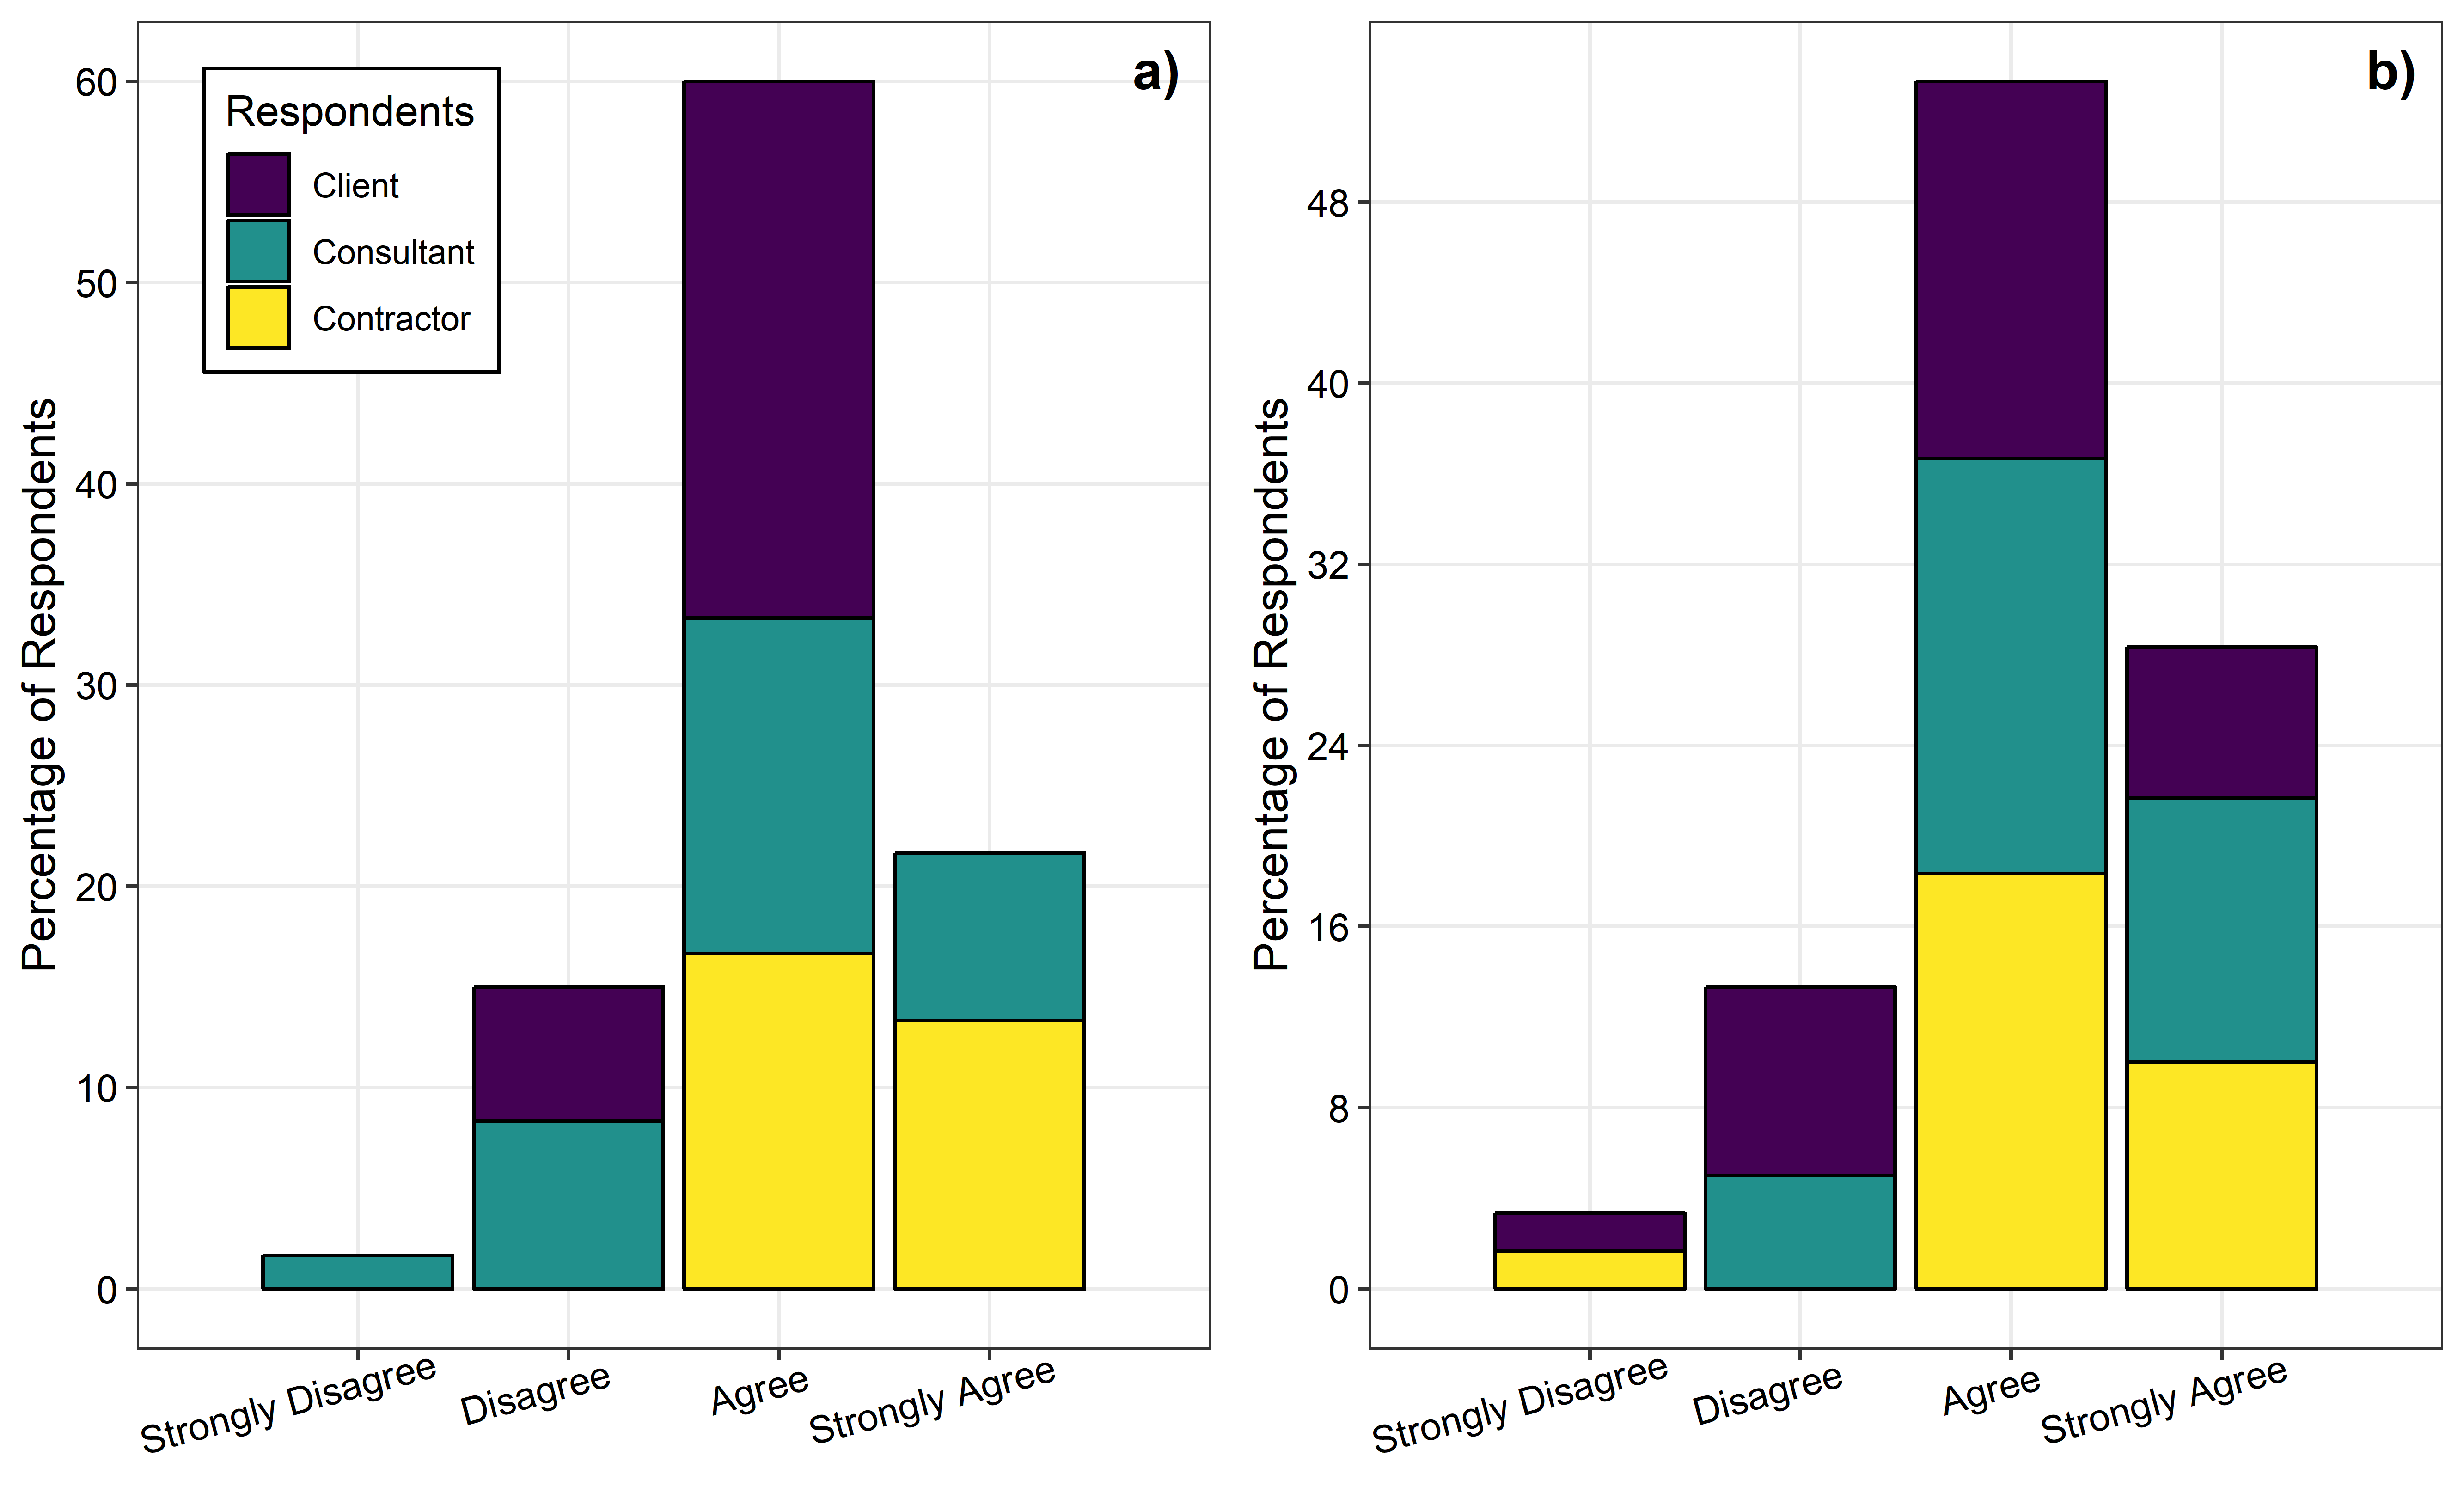 a)
Respondents
Client
Consultant
Contractor
Percentage of Respondents
60
50
40
30
20
10
0
Strongly Disagree
Disagree
Agree
Strongly Agree
b)
Percentage of Respondents
48
40
32
24
16
8
0
Strongly Disagree
Disagree
Agree
Strongly Agree